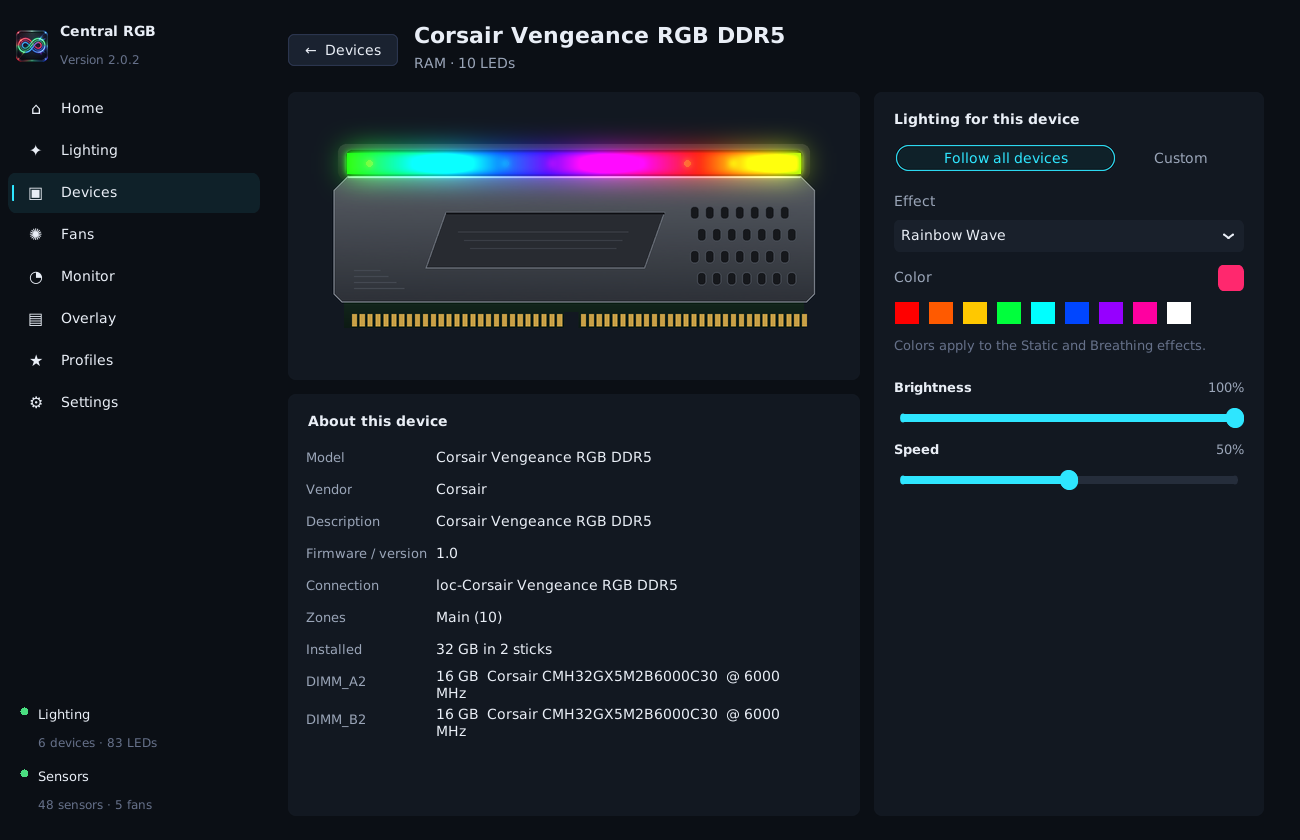 Central RGB
Version 2.0.2
Home
Lighting
Devices
Fans
Monitor
Overlay
Profiles
Settings
Lighting
6 devices · 83 LEDs
Sensors
48 sensors · 5 fans
← Devices
Corsair Vengeance RGB DDR5
RAM · 10 LEDs
About this device
Model Corsair Vengeance RGB DDR5
Vendor Corsair
Description Corsair Vengeance RGB DDR5
Firmware / version 1.0
Connection loc-Corsair Vengeance RGB DDR5
Zones Main (10)
Installed 32 GB in 2 sticks
DIMM_A2 16 GB Corsair CMH32GX5M2B6000C30 @ 6000
MHz
DIMM_B2 16 GB Corsair CMH32GX5M2B6000C30 @ 6000
MHz
Lighting for this device
Follow all devices Custom
Effect
Rainbow Wave
Color
Colors apply to the Static and Breathing effects.
Brightness 100%
Speed 50%